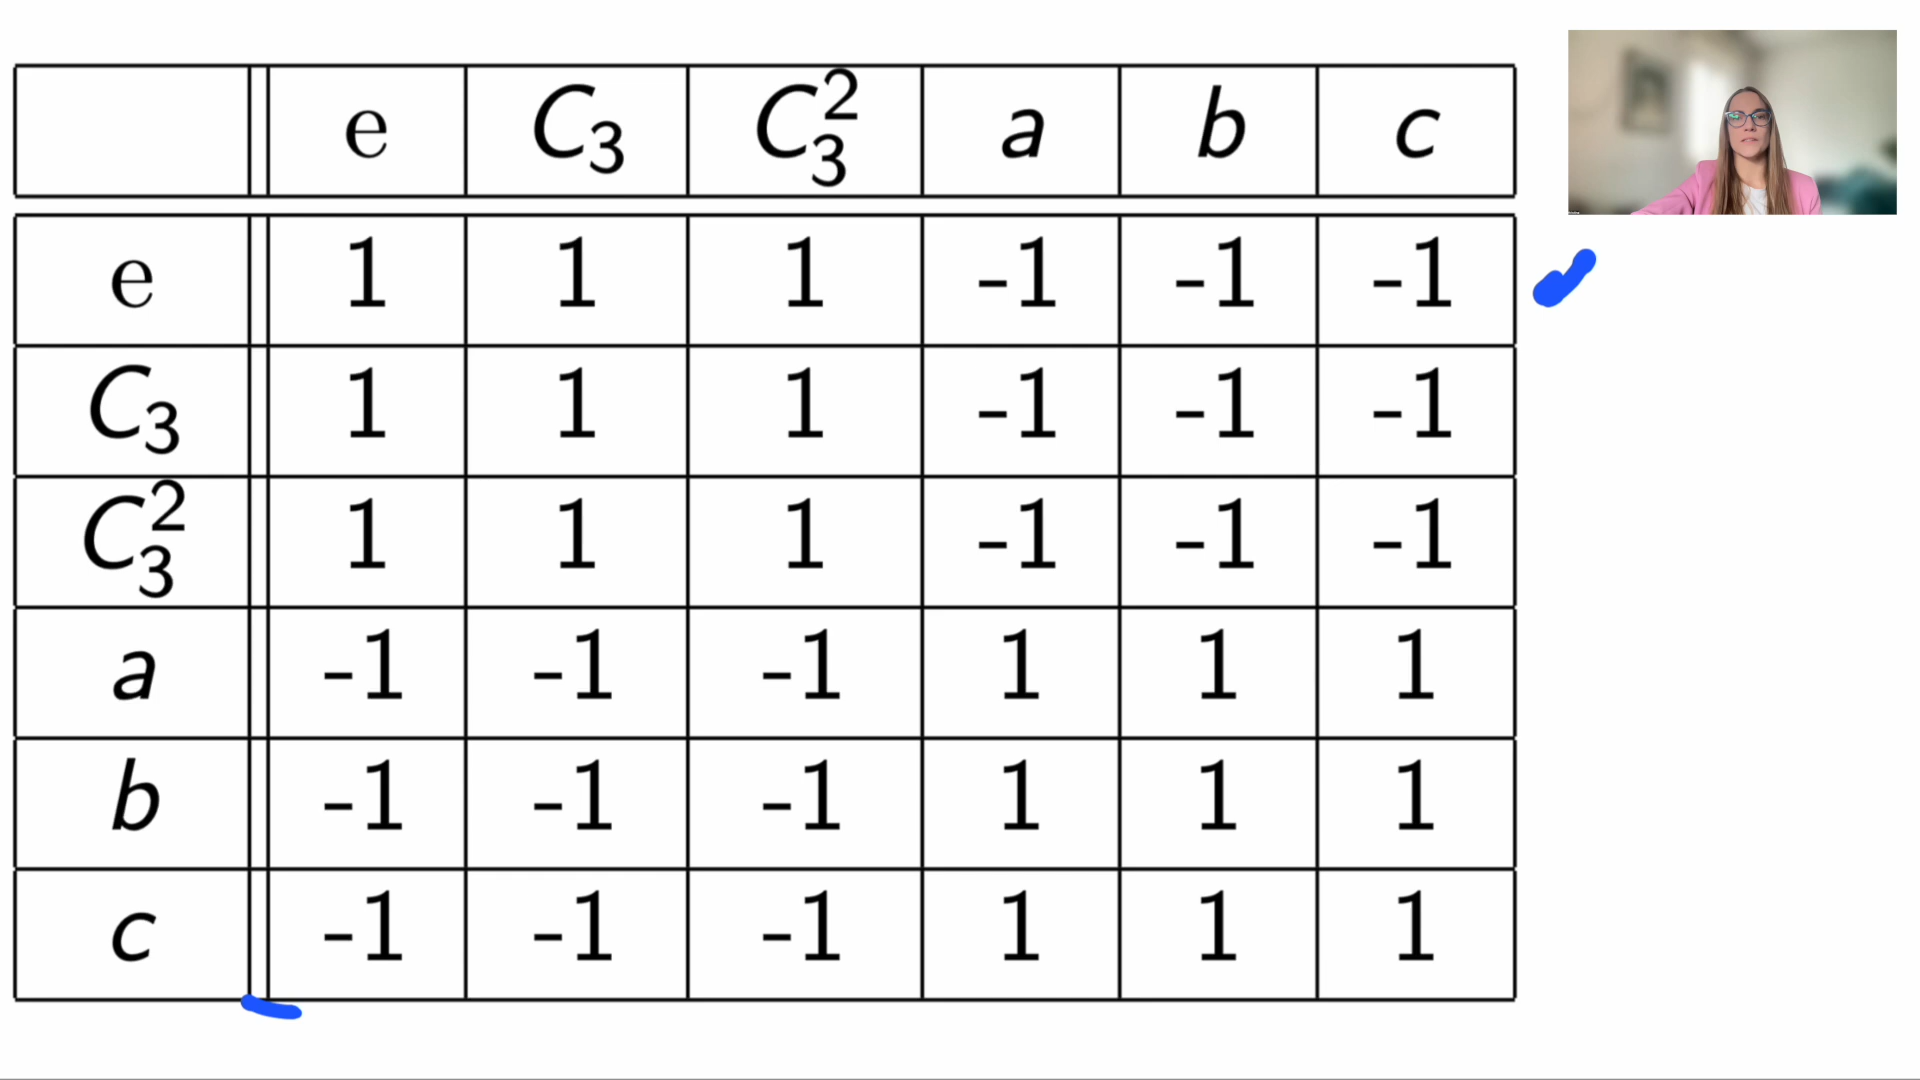 e C₃ C₃² a b c
e 1 1 1 -1 -1 -1
C₃ 1 1 1 -1 -1 -1
C₃² 1 1 1 -1 -1 -1
a -1 -1 -1 1 1 1
b -1 -1 -1 1 1 1
c -1 -1 -1 1 1 1